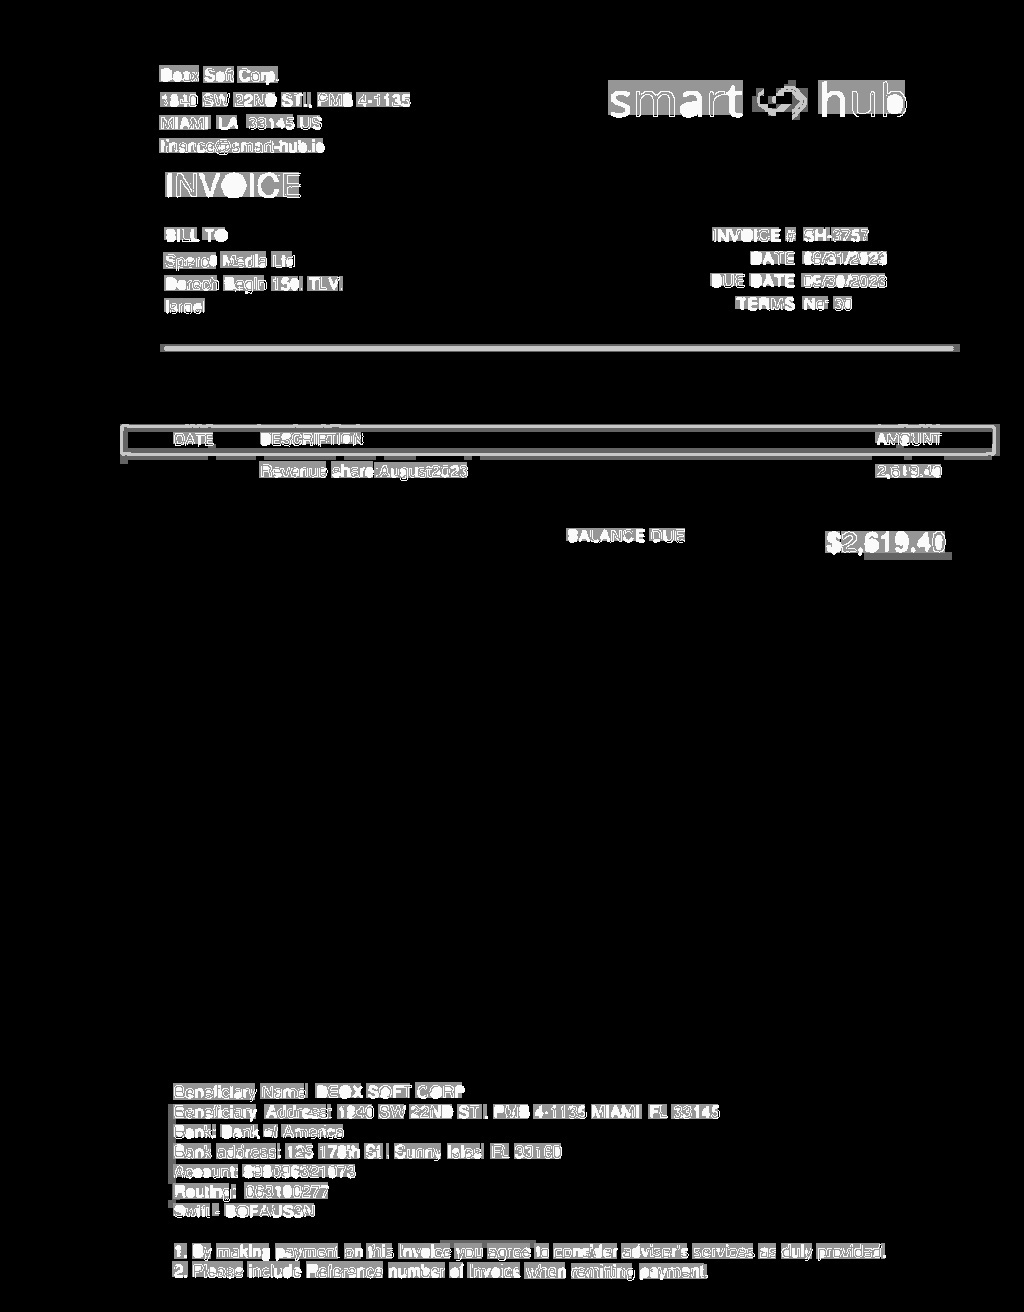 Deox Soft Corp.
1840 SW 22ND ST., PMB 4-1135
MIAMI, LA 33145 US
finance@smart-hub.io
smart hub
INVOICE
BILL TO
Media Ltd
Derech Begin 150, TLV
Israel
INVOICE # SH-3757
DATE 08/31/2023
DUE DATE 09/30/2023
TERMS Net 30
DATE DESCRIPTION AMOUNT
Revenue share:August2023 2,619.40
BALANCE DUE $2,619.40
Beneficiary Name: DEOX SOFT CORP
Beneficiary Address: 1840 SW 22ND ST., PMB 4-1135 MIAMI, FL 33145
Bank: Bank of America
Bank address: 125 178th St., Sunny Isles, FL 33160
Account:
Routing: 063100277
Swift - BOFAUS3N
1. By making payment on this Invoice you agree to consider adviser's services as duly provided.
2. Please include Reference number of Invoice when remitting payment.